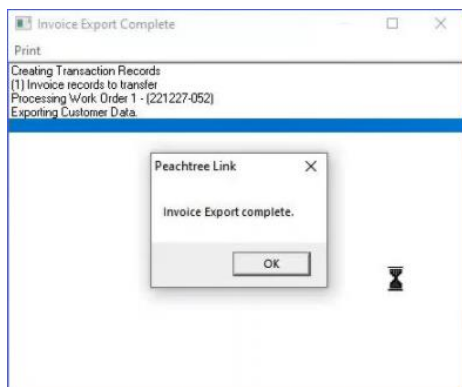 Invoice Export Complete
Print
Creating Transaction Records
(1) Invoice records to transfer
Processing Work Order 1 - (221227-052)
Exporting Customer Data.
Peachtree Link
Invoice Export complete.
OK